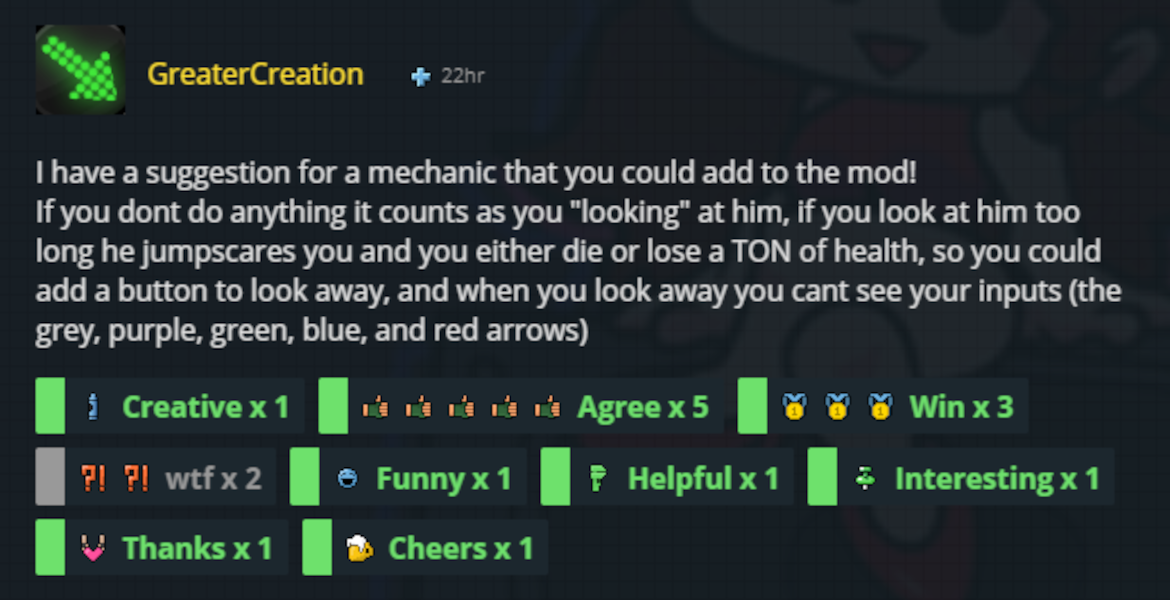 GreaterCreation 22hr
I have a suggestion for a mechanic that you could add to the mod!
If you dont do anything it counts as you "looking" at him, if you look at him too
long he jumpscares you and you either die or lose a TON of health, so you could
add a button to look away, and when you look away you cant see your inputs (the
grey, purple, green, blue, and red arrows)
Creative x 1 Agree x 5 Win x 3
?! ?! wtf x 2 Funny x 1 Helpful x 1 Interesting x 1
Thanks x 1 Cheers x 1